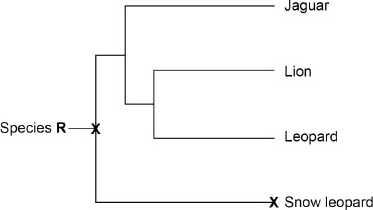 Jaguar
Lion
Species R
X
Leopard
X Snow leopard